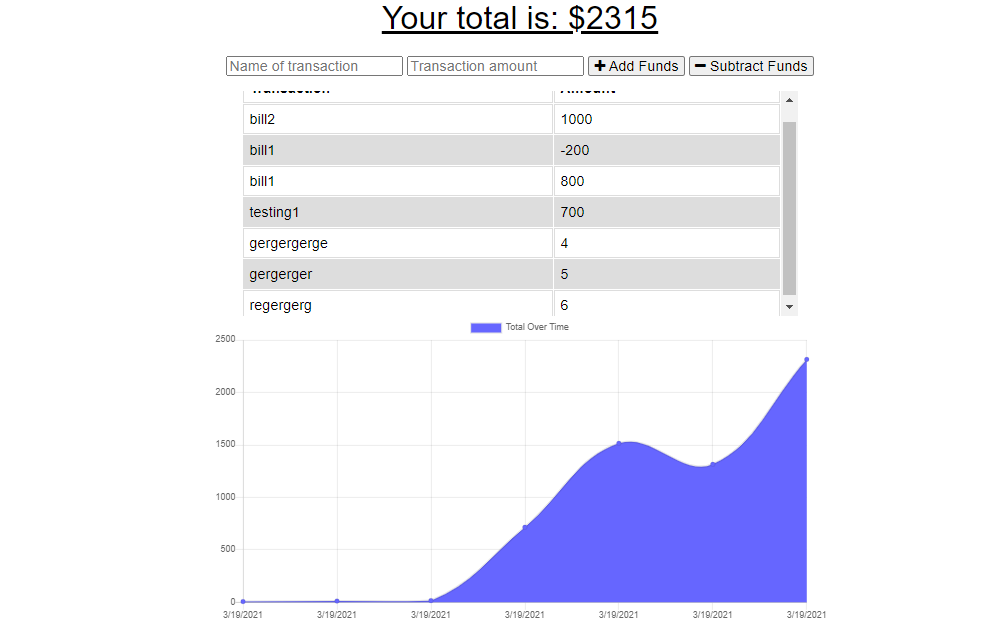 Your total is: $2315
Name of transaction Transaction amount Add Funds Subtract Funds
Transaction Amount
bill2 1000
bill1 -200
bill1 800
testing1 700
gergergerge 4
gergerger 5
regergerg 6
Total Over Time
2500
2000
1500
1000
500
0
3/19/2021 3/19/2021 3/19/2021 3/19/2021 3/19/2021 3/19/2021 3/19/2021